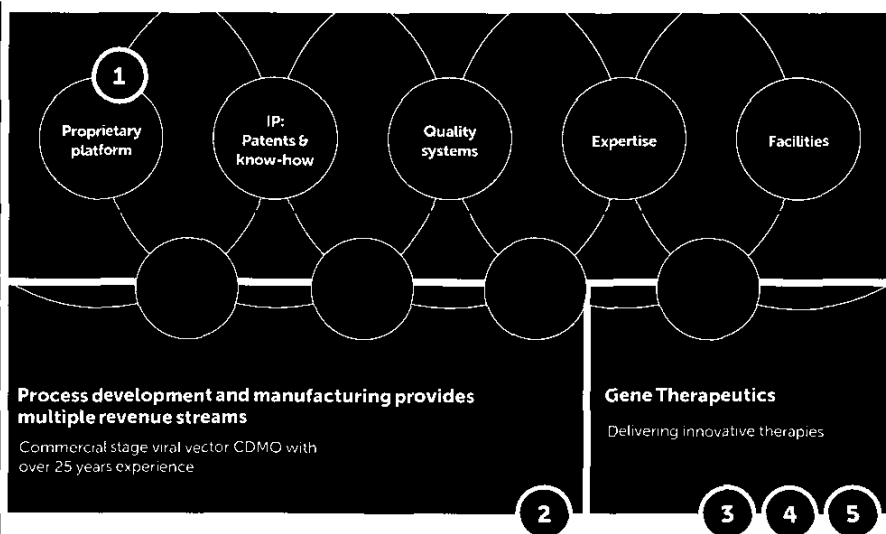 1
Proprietary
platform
IP:
Patents &
know-how
Quality
systems
Expertise
Facilities
Process development and manufacturing provides
multiple revenue streams
Commercial stage viral vector CDMO with
over 25 years experience
2
Gene Therapeutics
Delivering innovative therapies
3
4
5